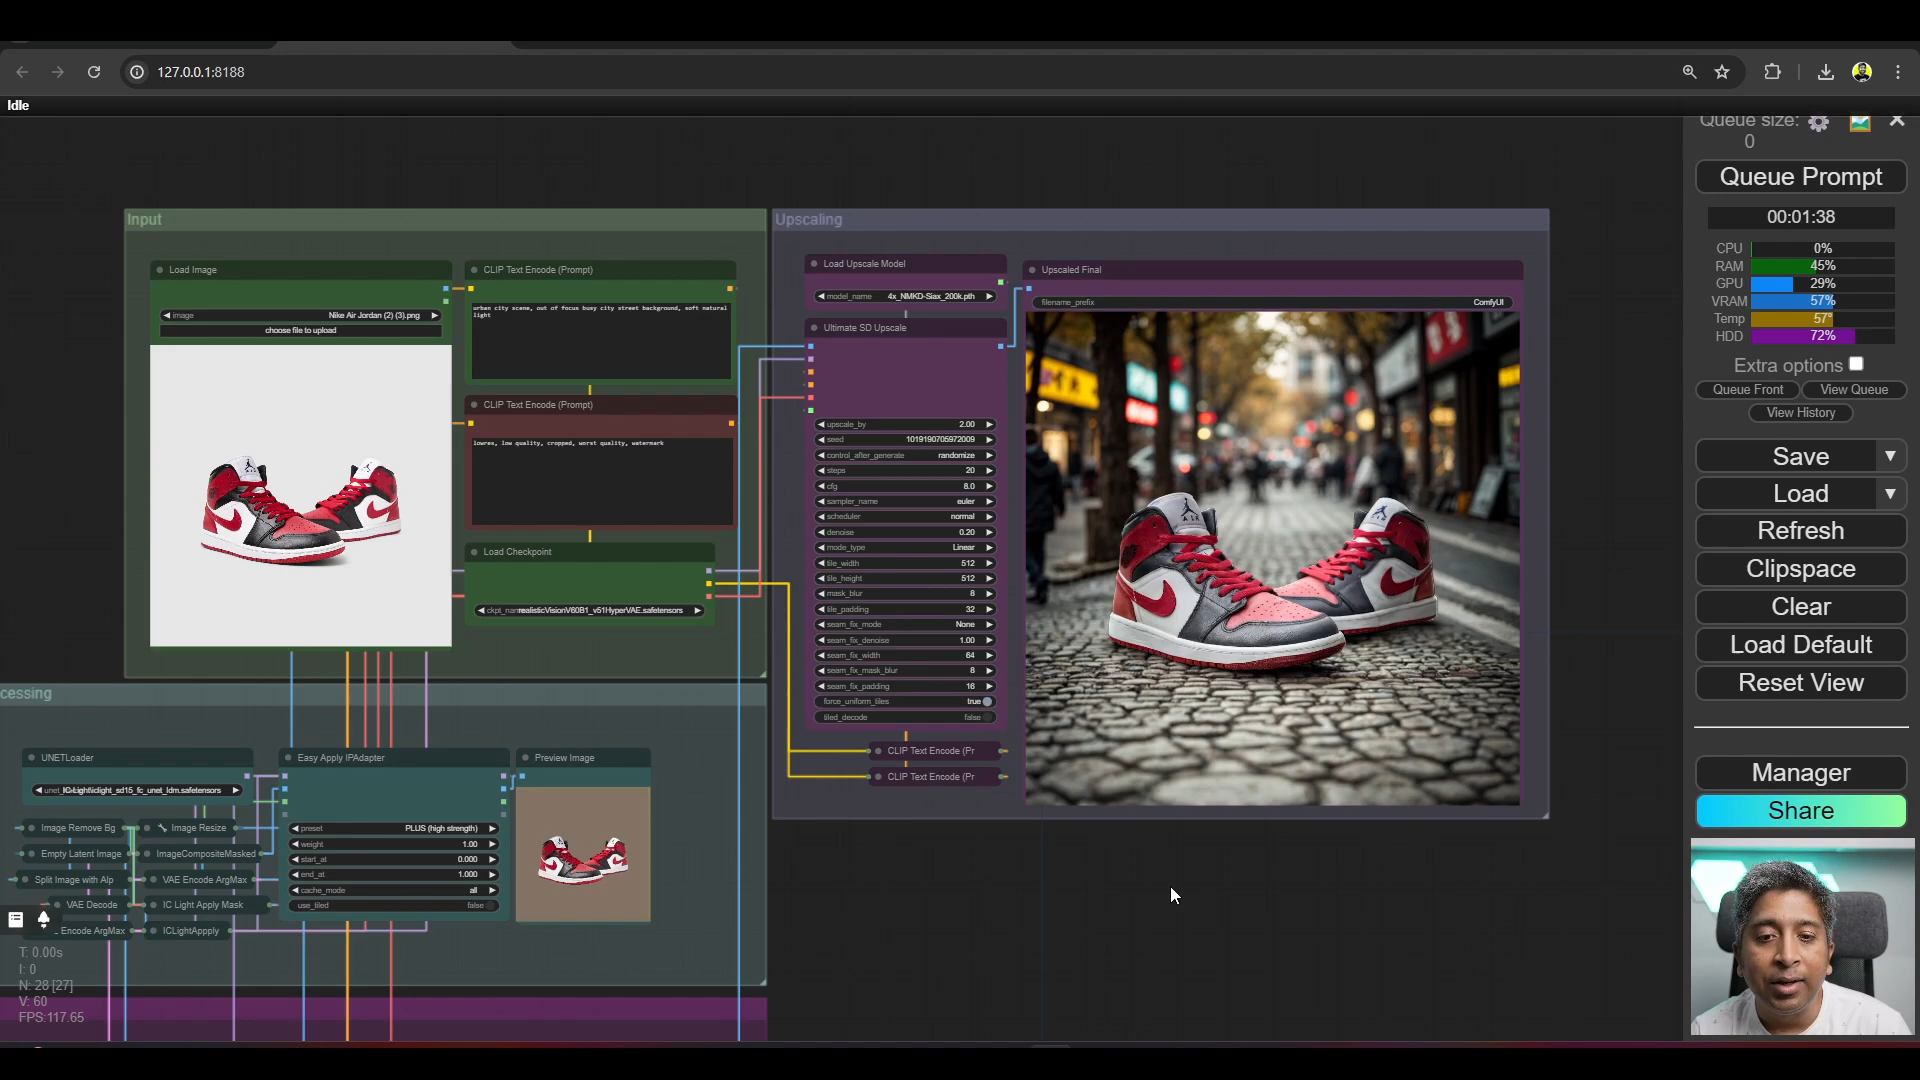 127.0.0.1:8188
Idle
Queue size:
0
Queue Prompt
00:01:38
CPU 0%
RAM 45%
GPU 29%
VRAM 57%
Temp 57°
HDD 72%
Extra options
Queue Front View Queue
View History
Save
Load
Refresh
Clipspace
Clear
Load Default
Reset View
Manager
Share
Input
Load Image
image Nike Air Jordan (2) (3).png
choose file to upload
CLIP Text Encode (Prompt)
urban city scene, out of focus busy city street background, soft natural
light
CLIP Text Encode (Prompt)
lowres, low quality, cropped, worst quality, watermark
Load Checkpoint
realisticVisionV60B1_v51HyperVAE.safetensors
Upscaling
Load Upscale Model
model_name 4x_NMKD-Siax_200k.pth
Ultimate SD Upscale
upscale_by 2.00
seed 1019190705972009
control_after_generate randomize
steps 20
cfg 8.0
sampler_name euler
scheduler normal
denoise 0.20
mode_type Linear
tile_width 512
tile_height 512
mask_blur 8
tile_padding 32
seam_fix_mode None
seam_fix_denoise 1.00
seam_fix_width 64
seam_fix_mask_blur 8
seam_fix_padding 16
force_uniform_tiles true
tiled_decode false
CLIP Text Encode (Pr
CLIP Text Encode (Pr
Upscaled Final
filename_prefix ComfyUI
AIR
cessing
UNETLoader
Easy Apply IPAdapter
preset PLUS (high strength)
weight 1.00
start_at 0.000
end_at 1.000
cache_mode all
use_tiled false
Preview Image
Image Remove Bg Image Resize
Empty Latent Image ImageCompositeMasked
Split Image with Alp VAE Encode ArgMax
VAE Decode IC Light Apply Mask
Encode ArgMax ICLightApply
T: 0.00s
I: 0
N: 28 [27]
V: 60
FPS:117.65